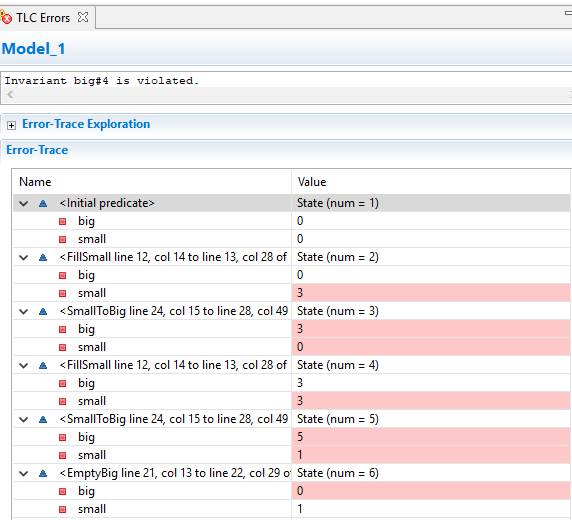 TLC Errors
Model_1
Invariant big#4 is violated.
Error-Trace Exploration
Error-Trace
Name Value
<Initial predicate> State (num = 1)
big 0
small 0
<FillSmall line 12, col 14 to line 13, col 28 of State (num = 2)
big 0
small 3
<SmallToBig line 24, col 15 to line 28, col 49 State (num = 3)
big 3
small 0
<FillSmall line 12, col 14 to line 13, col 28 of State (num = 4)
big 3
small 3
<SmallToBig line 24, col 15 to line 28, col 49 State (num = 5)
big 5
small 1
<EmptyBig line 21, col 13 to line 22, col 29 of State (num = 6)
big 0
small 1